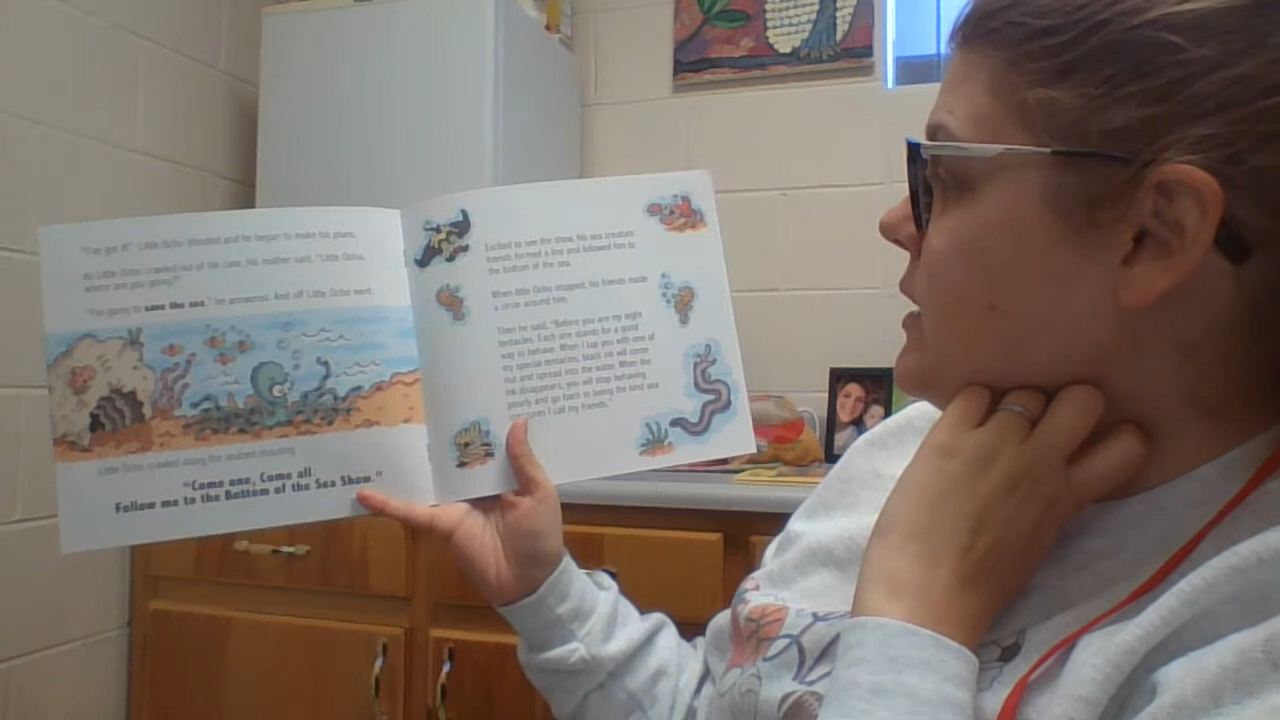 "I've got it!" Little Ocho shouted and he began to make his plans.
As Little Ocho crawled out of his cave, his mother said, "Little Ocho,
where are you going?"
"I'm going to save the sea," he answered. And off Little Ocho went.
Little Ocho crawled along the seabed shouting
"Come one, Come all.
Follow me to the Bottom of the Sea Show."
Excited to see the show, his sea creature
friends formed a line and followed him to
the bottom of the sea.
When little Ocho stopped, his friends made
a circle around him.
Then he said, "Before you are my eight
tentacles. Each one stands for a good
way to behave. When I tap you with one of
my special tentacles, black ink will come
out and spread into the water. When the
ink disappears, you will stop behaving
poorly and go back to being the kind sea
creatures I call my friends."